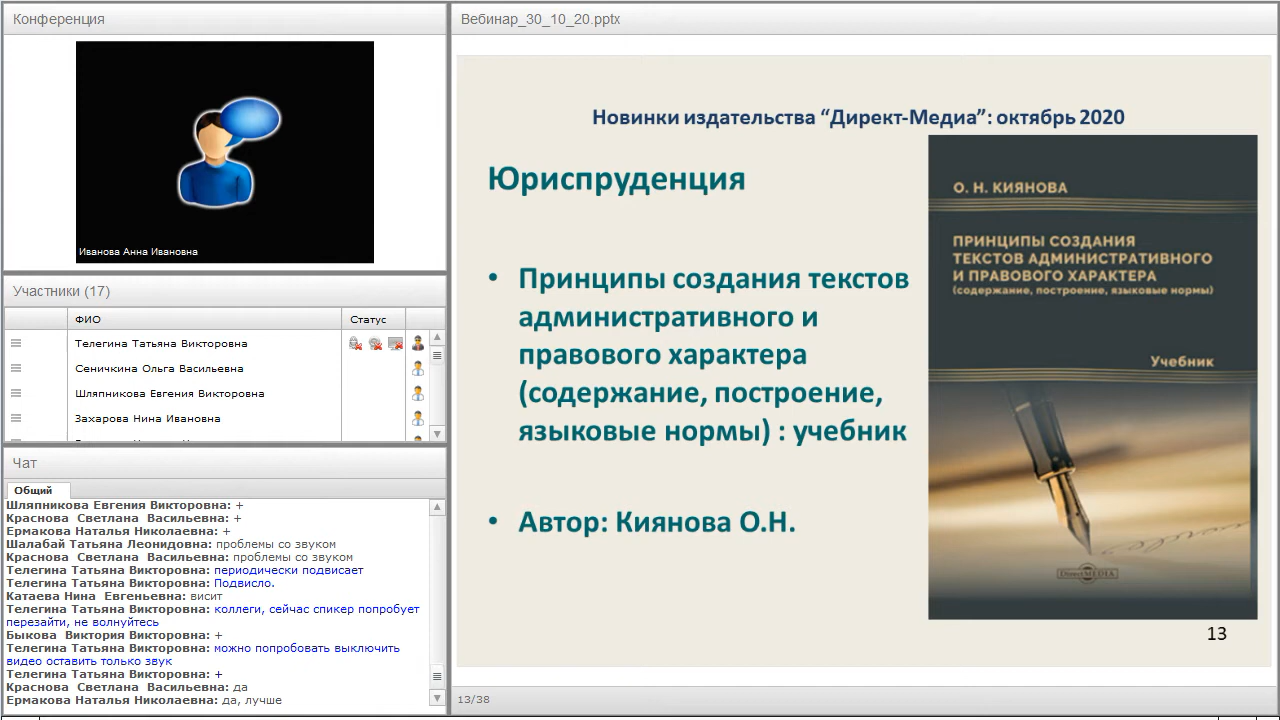 Конференция
Иванова Анна Ивановна
Участники (17)
ФИО
Статус
Телегина Татьяна Викторовна
Сеничкина Ольга Васильевна
Шляпникова Евгения Викторовна
Захарова Нина Ивановна
Чат
Общий
Шляпникова Евгения Викторовна: +
Краснова Светлана Васильевна: +
Ермакова Наталья Николаевна: +
Шалабай Татьяна Леонидовна: проблемы со звуком
Краснова Светлана Васильевна: проблемы со звуком
Телегина Татьяна Викторовна: периодически подвисает
Телегина Татьяна Викторовна: Подвисло.
Катаева Нина Евгеньевна: висит
Телегина Татьяна Викторовна: коллеги, сейчас спикер попробует
перезайти, не волнуйтесь
Быкова Виктория Викторовна: +
Телегина Татьяна Викторовна: можно попробовать выключить
видео оставить только звук
Телегина Татьяна Викторовна: +
Краснова Светлана Васильевна: да
Ермакова Наталья Николаевна: да, лучше
Вебинар_30_10_20.pptx
Новинки издательства “Директ-Медиа”: октябрь 2020
Юриспруденция
• Принципы создания текстов
административного и
правового характера
(содержание, построение,
языковые нормы) : учебник
• Автор: Киянова О.Н.
О. Н. КИЯНОВА
ПРИНЦИПЫ СОЗДАНИЯ
ТЕКСТОВ АДМИНИСТРАТИВНОГО
И ПРАВОВОГО ХАРАКТЕРА
(содержание, построение, языковые нормы)
Учебник
DirectMEDIA
13
13/38